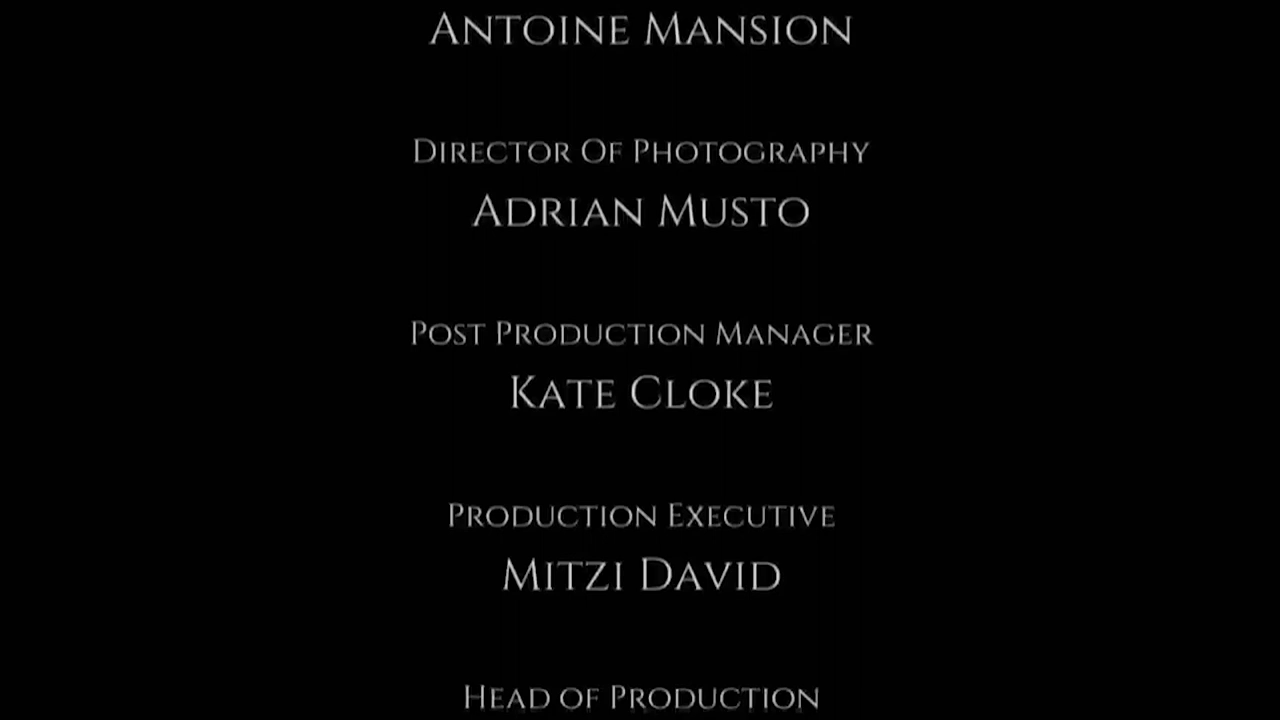 Antoine Mansion
Director Of Photography
Adrian Musto
Post Production Manager
Kate Cloke
Production Executive
Mitzi David
Head of Production